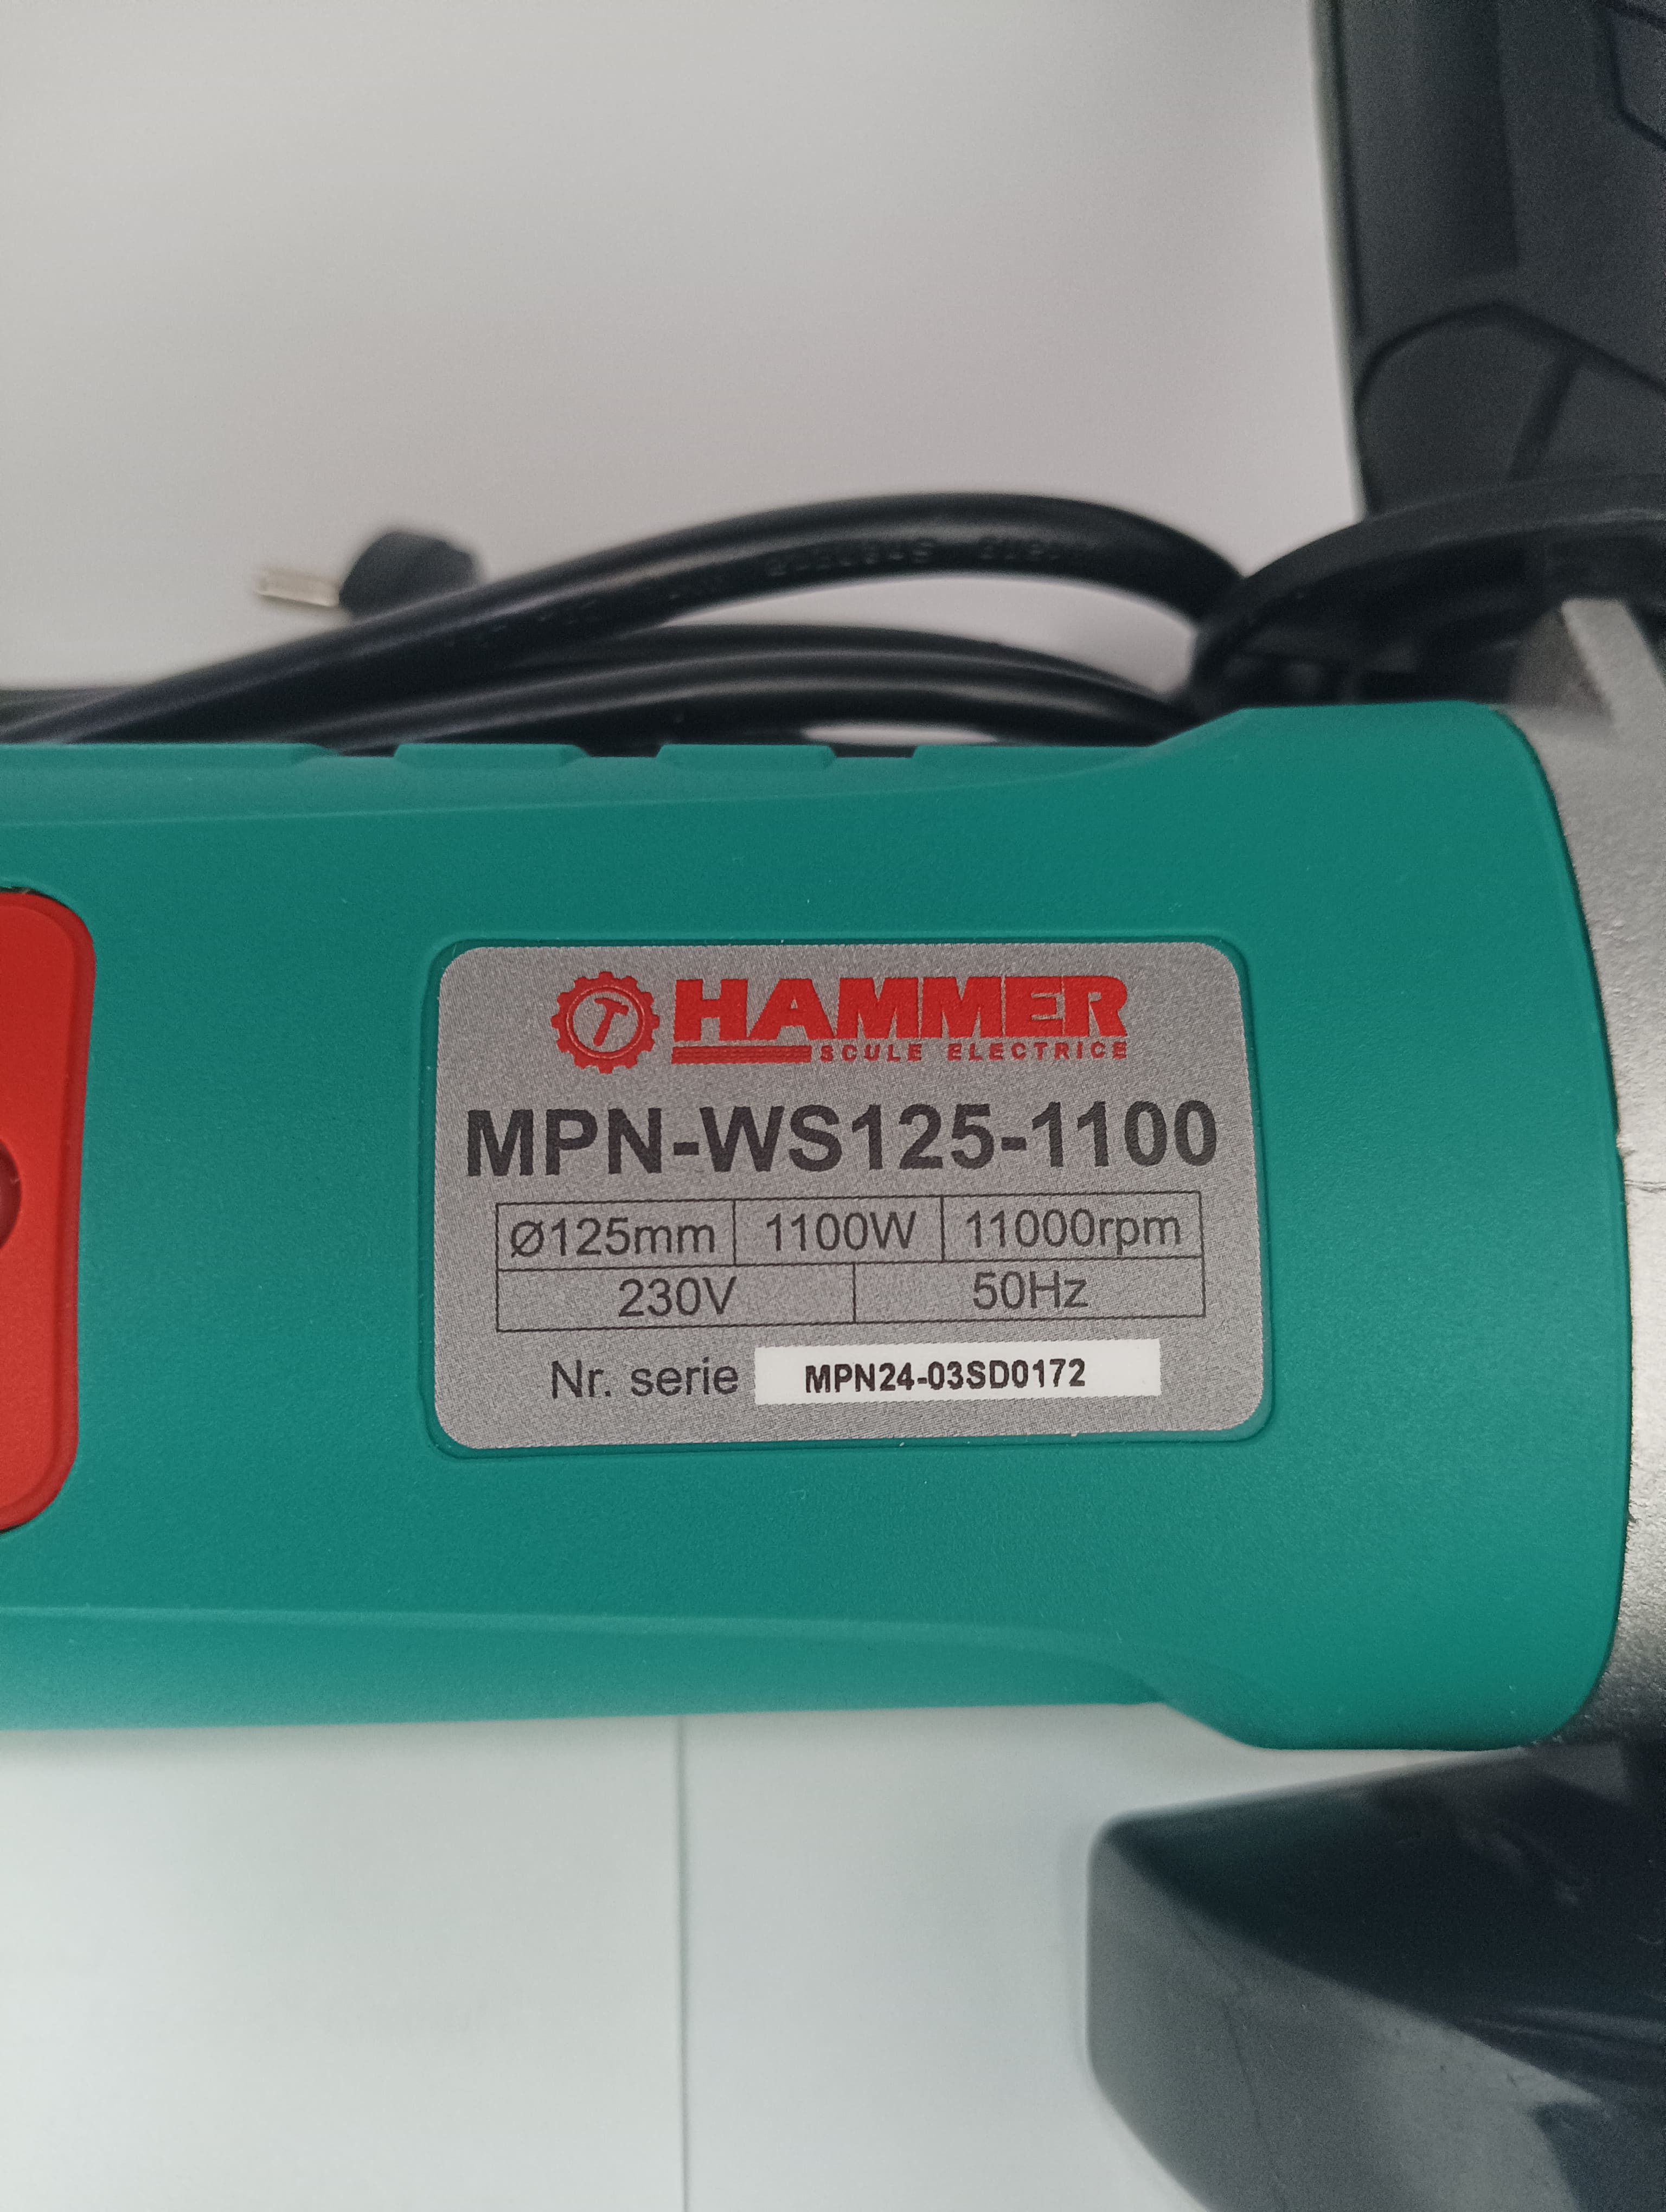 HAMMER
SCULE ELECTRICE
MPN-WS125-1100
Ø125mm 1100W 11000rpm
230V 50Hz
Nr. serie MPN24-03SD0172